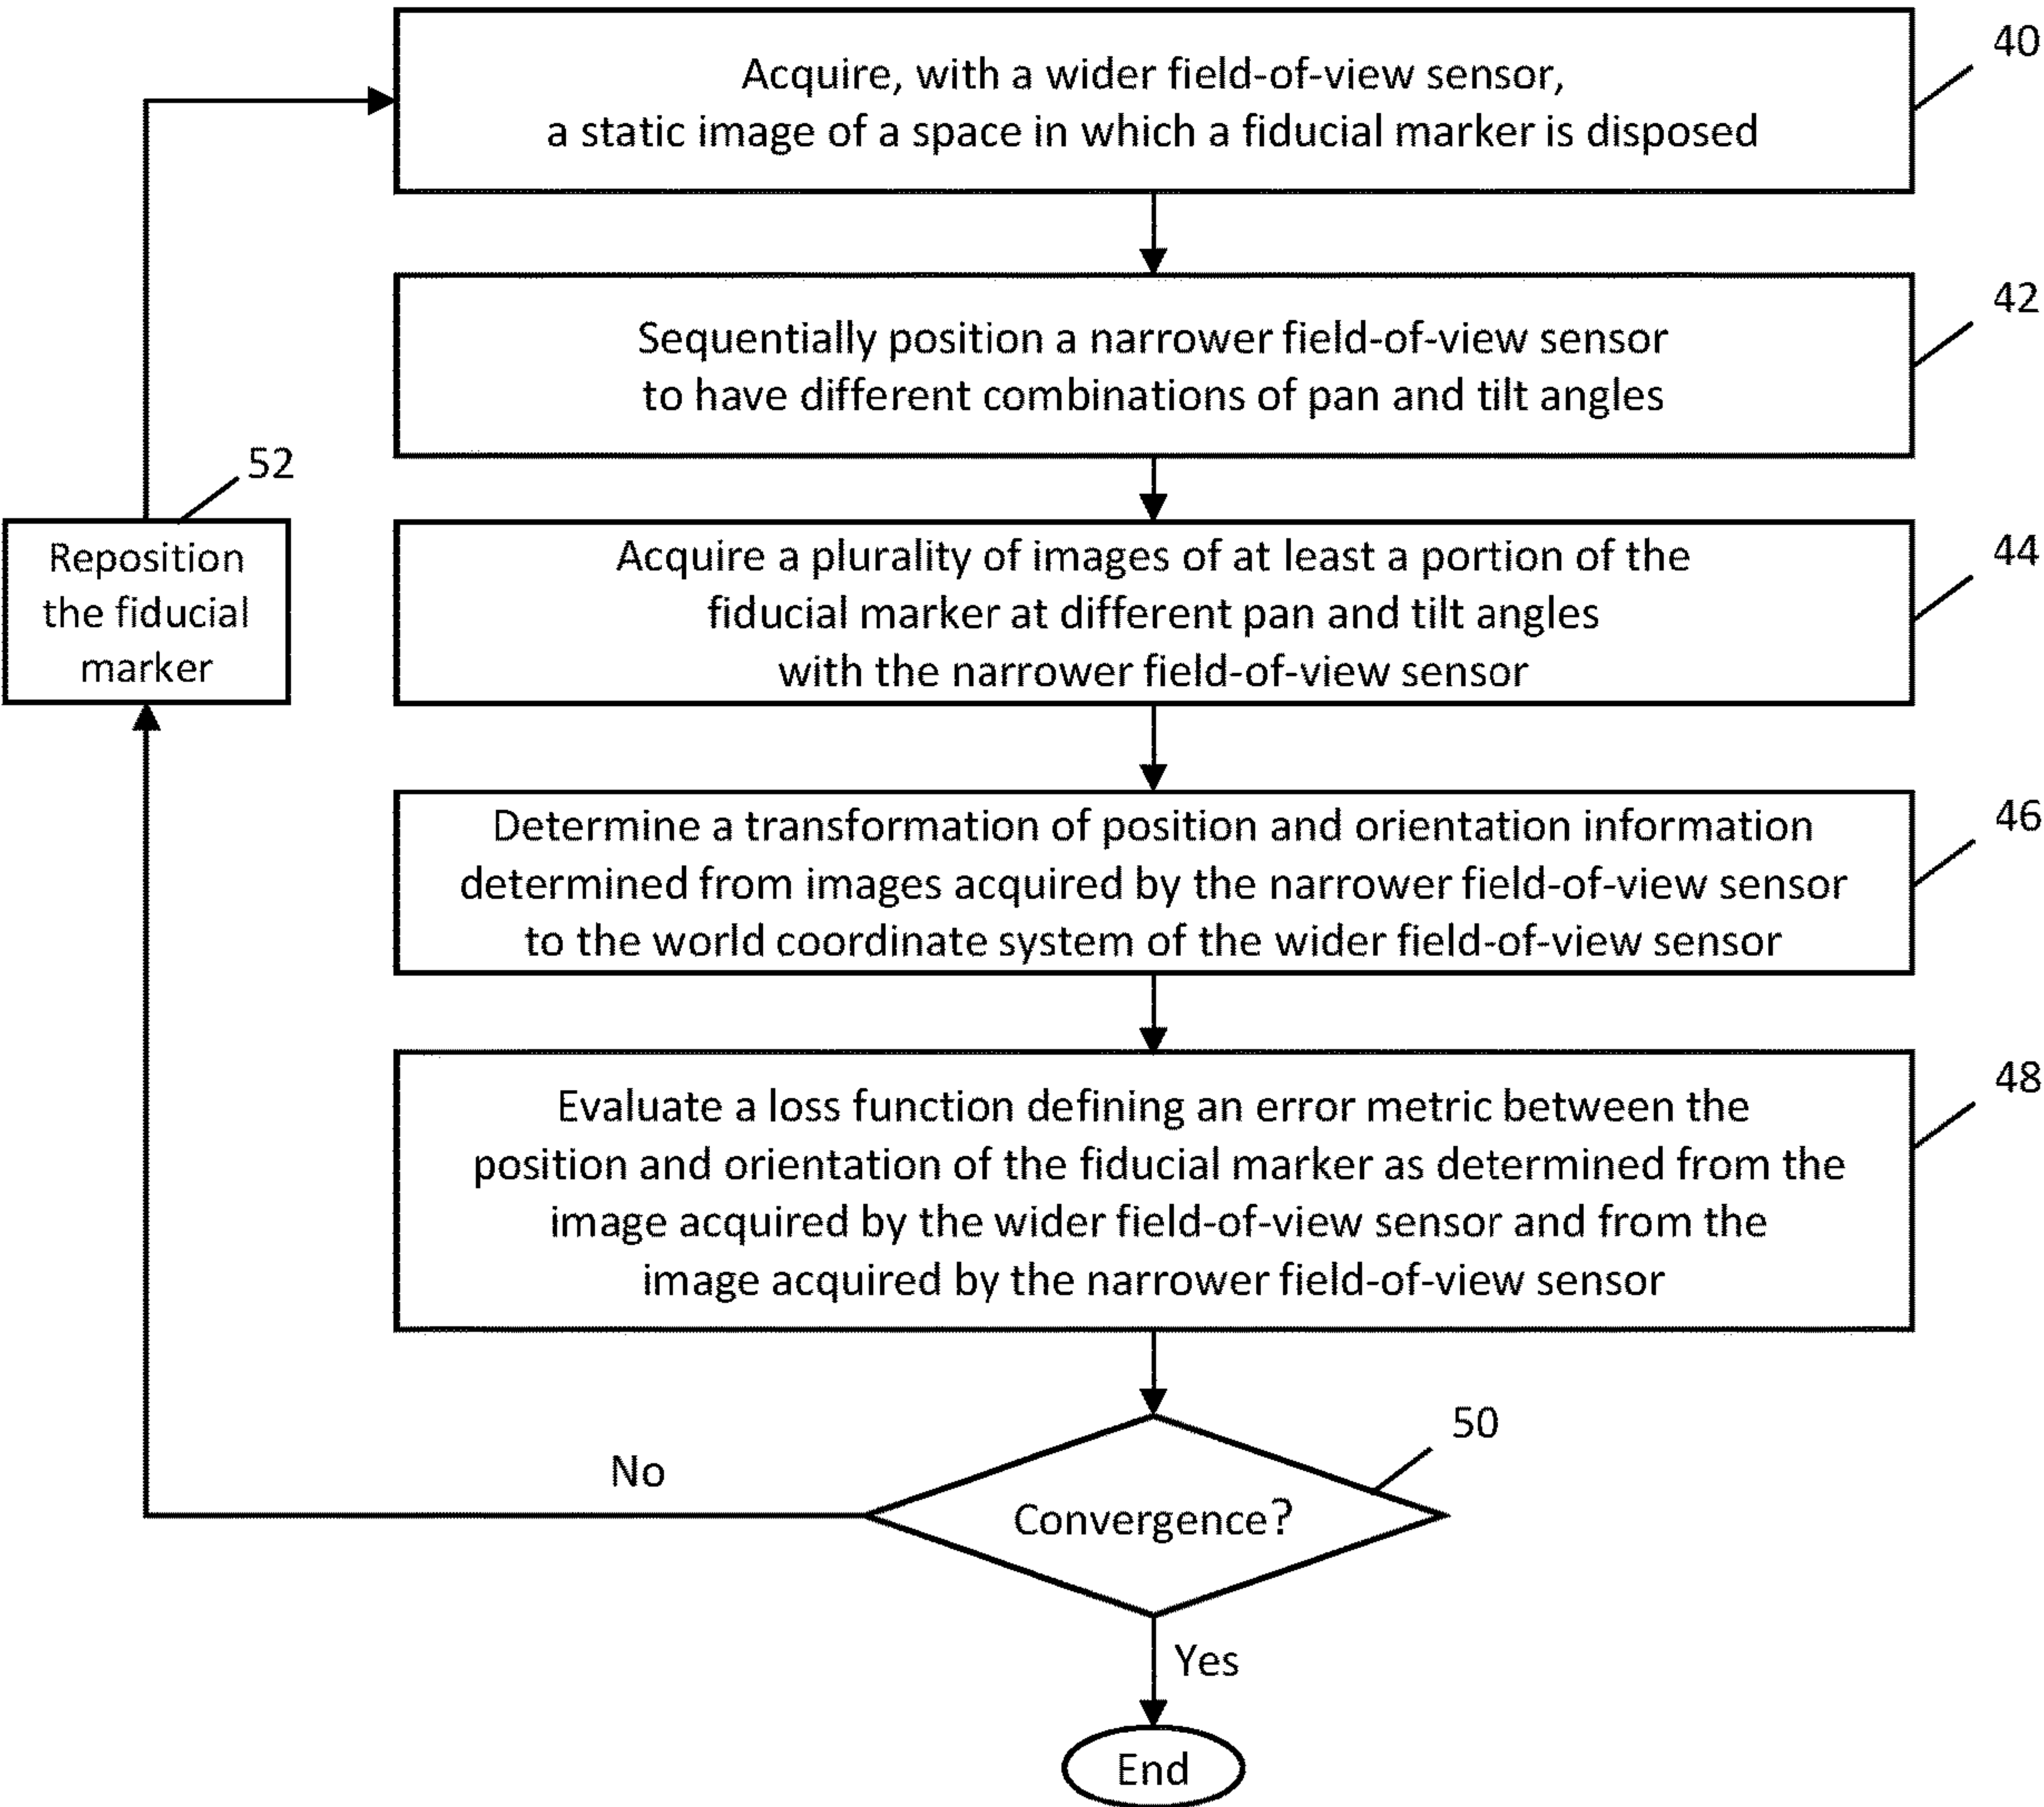 40
Acquire, with a wider field-of-view sensor,
a static image of a space in which a fiducial marker is disposed
42
Sequentially position a narrower field-of-view sensor
to have different combinations of pan and tilt angles
52
Reposition
the fiducial
marker
44
Acquire a plurality of images of at least a portion of the
fiducial marker at different pan and tilt angles
with the narrower field-of-view sensor
46
Determine a transformation of position and orientation information
determined from images acquired by the narrower field-of-view sensor
to the world coordinate system of the wider field-of-view sensor
48
Evaluate a loss function defining an error metric between the
position and orientation of the fiducial marker as determined from the
image acquired by the wider field-of-view sensor and from the
image acquired by the narrower field-of-view sensor
50
No
Convergence?
Yes
End